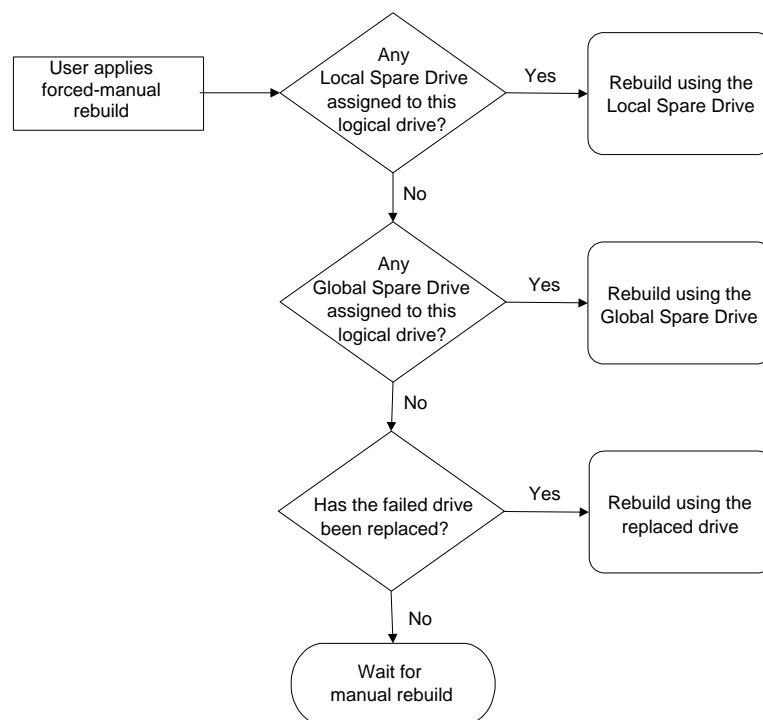 User applies
forced-manual
rebuild
Any
Local Spare Drive
assigned to this
logical drive?
Yes
Rebuild using the
Local Spare Drive
No
Any
Global Spare Drive
assigned to this
logical drive?
Yes
Rebuild using the
Global Spare Drive
No
Has the failed drive
been replaced?
Yes
Rebuild using the
replaced drive
No
Wait for
manual rebuild